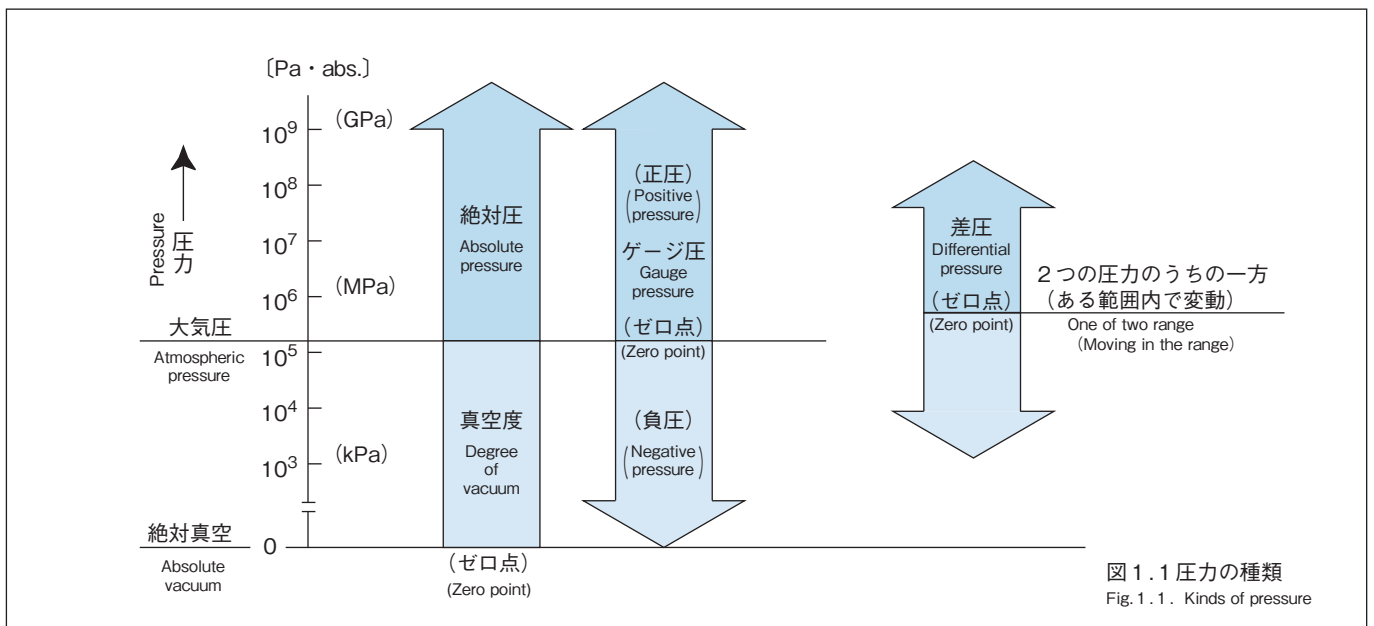 〔Pa・abs.〕
圧力
Pressure
10⁹
(GPa)
10⁸
10⁷
10⁶
(MPa)
10⁵
10⁴
10³
(kPa)
0
大気圧
Atmospheric
pressure
絶対真空
Absolute
vacuum
絶対圧
Absolute
pressure
真空度
Degree
of
vacuum
(ゼロ点)
(Zero point)
(正圧)
(Positive
pressure)
ゲージ圧
Gauge
pressure
(ゼロ点)
(Zero point)
(負圧)
(Negative
pressure)
差圧
Differential
pressure
(ゼロ点)
(Zero point)
2つの圧力のうちの一方
(ある範囲内で変動)
One of two range
(Moving in the range)
図1.1圧力の種類
Fig.1.1. Kinds of pressure